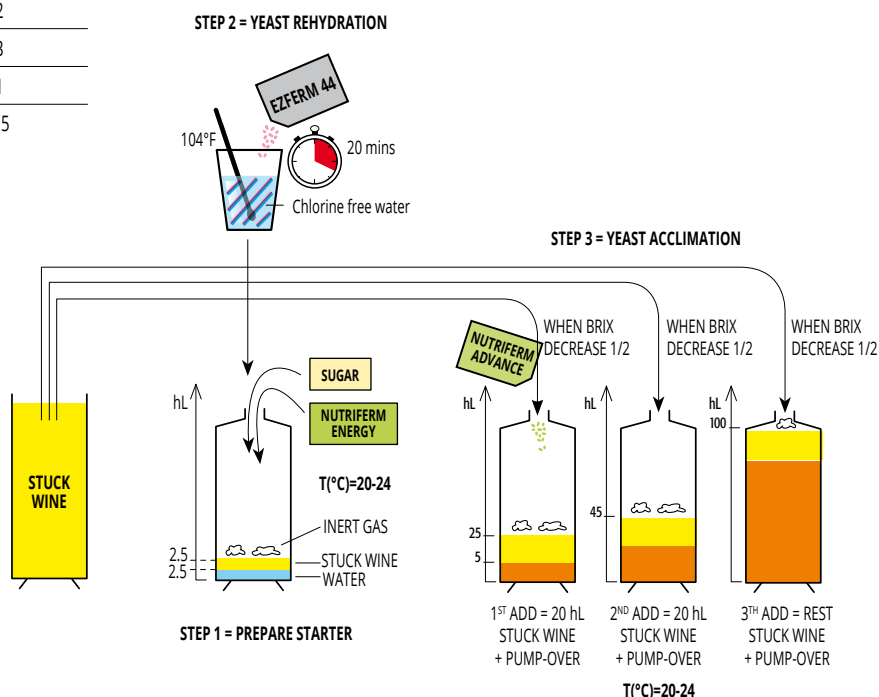 2
3
5
STEP 2 = YEAST REHYDRATION
EZFERM 44
104°F
20 mins
Chlorine free water
STEP 3 = YEAST ACCLIMATION
WHEN BRIX
DECREASE 1/2
WHEN BRIX
DECREASE 1/2
WHEN BRIX
DECREASE 1/2
NUTRIFERM
ADVANCE
SUGAR
NUTRIFERM
ENERGY
hL
T(°C)=20-24
STUCK
WINE
INERT GAS
2.5
STUCK WINE
2.5
WATER
STEP 1 = PREPARE STARTER
hL
25
5
1ST ADD = 20 hL
STUCK WINE
+ PUMP-OVER
hL
45
2ND ADD = 20 hL
STUCK WINE
+ PUMP-OVER
hL
100
3TH ADD = REST
STUCK WINE
+ PUMP-OVER
T(°C)=20-24